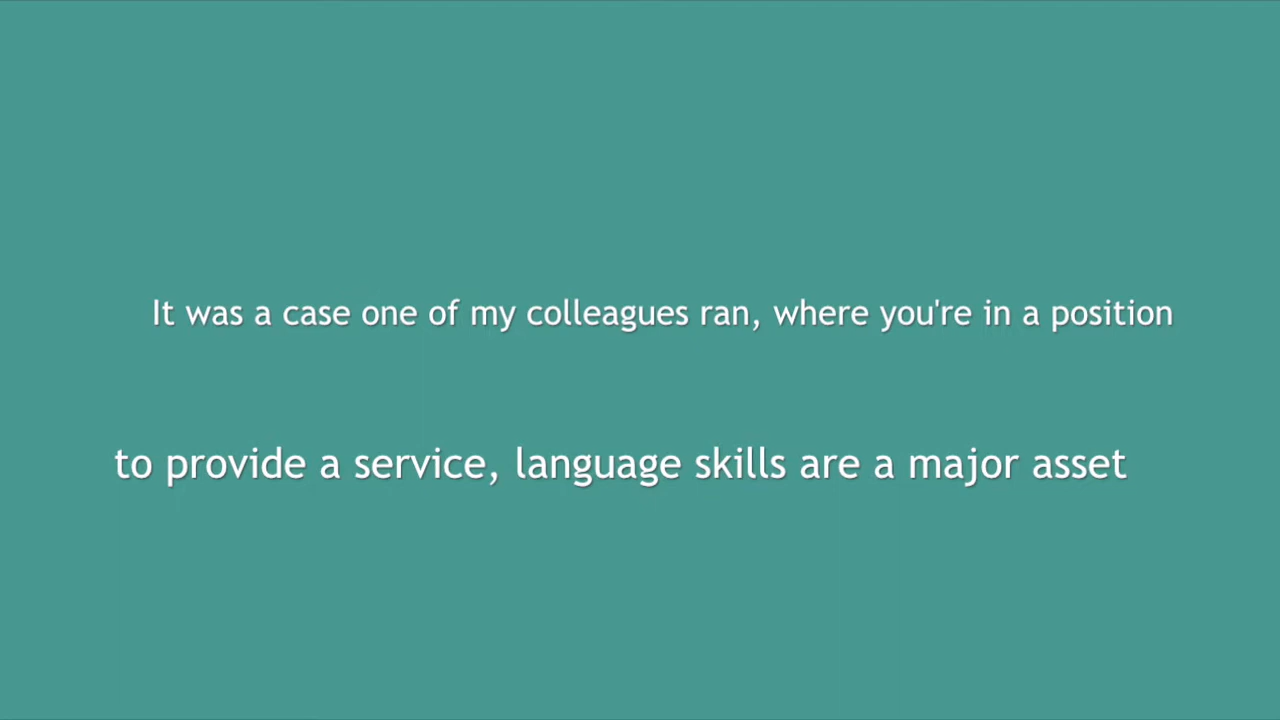 It was a case one of my colleagues ran, where you're in a position
to provide a service, language skills are a major asset